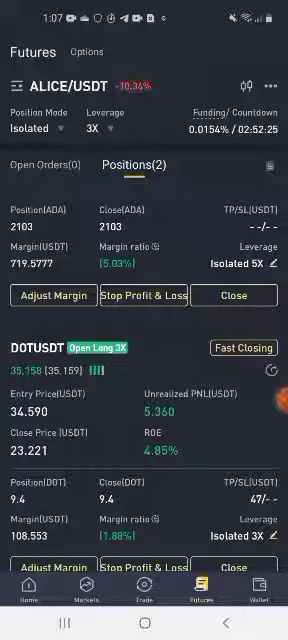 1:07
Futures Options
ALICE/USDT -10.34%
Position Mode Leverage Funding/ Countdown
Isolated 3X 0.0154% / 02:52:25
Open Orders(0) Positions(2)
Position(ADA) Close(ADA) TP/SL(USDT)
2103 2103 --/--
Margin(USDT) Margin ratio Leverage
719.5777 (5.03%) Isolated 5X
Adjust Margin Stop Profit & Loss Close
DOTUSDT Open Long 3X Fast Closing
35.158 (35.159)
Entry Price(USDT) Unrealized PNL(USDT)
34.590 5.360
Close Price (USDT) ROE
23.221 4.85%
Position(DOT) Close(DOT) TP/SL(USDT)
9.4 9.4 47/--
Margin(USDT) Margin ratio Leverage
108.553 (1.88%) Isolated 3X
Adjust Margin Stop Profit & Loss Close
Home Markets Trade Futures Wallet